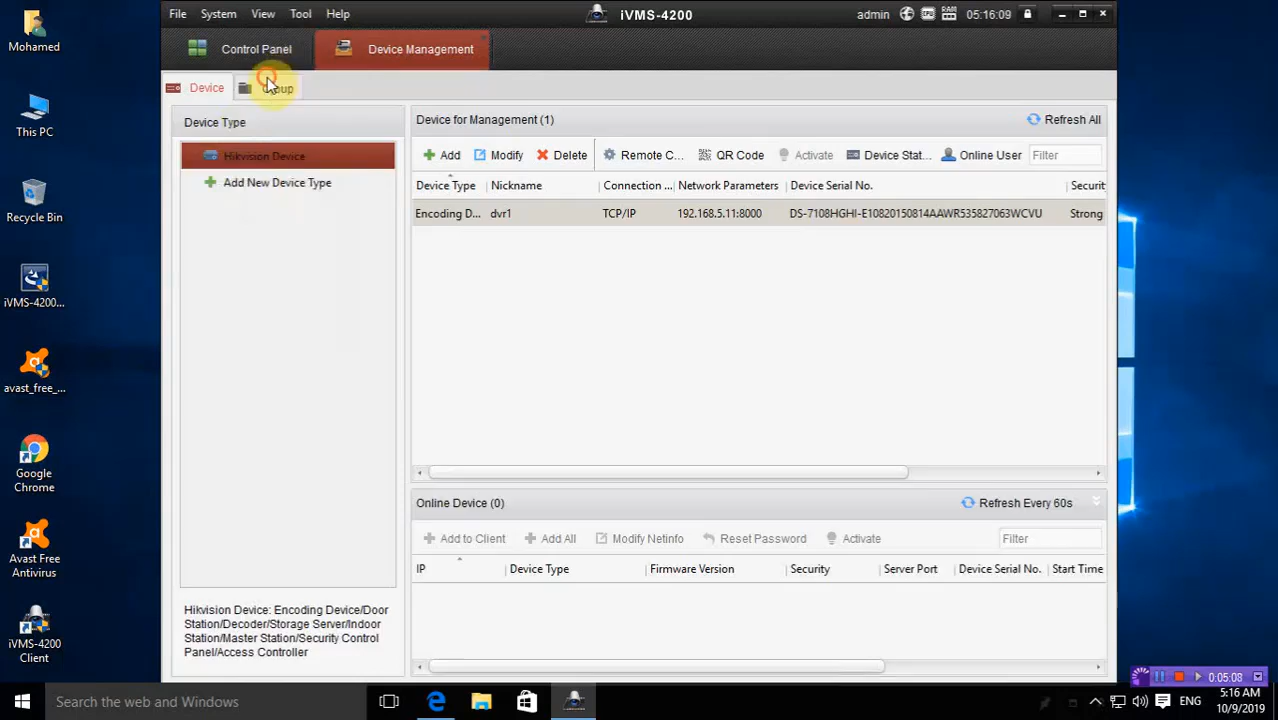 Mohamed
This PC
Recycle Bin
iVMS-4200...
avast_free_...
Google
Chrome
Avast Free
Antivirus
iVMS-4200
Client
File System View Tool Help
iVMS-4200
admin 05:16:09
Control Panel
Device Management
Device
Device Type
Hikvision Device
Add New Device Type
Hikvision Device: Encoding Device/Door
Station/Decoder/Storage Server/Indoor
Station/Master Station/Security Control
Panel/Access Controller
Device for Management (1)
Refresh All
Add Modify Delete Remote C... QR Code Activate Device Stat... Online User Filter
Device Type Nickname Connection ... Network Parameters Device Serial No. Security
Encoding D... dvr1 TCP/IP 192.168.5.11:8000 DS-7108HGHI-E10820150814AAWR535827063WCVU Strong
Online Device (0)
Refresh Every 60s
Add to Client Add All Modify Netinfo Reset Password Activate Filter
IP Device Type Firmware Version Security Server Port Device Serial No. Start Time
0:05:08
Search the web and Windows
ENG
5:16 AM
10/9/2019